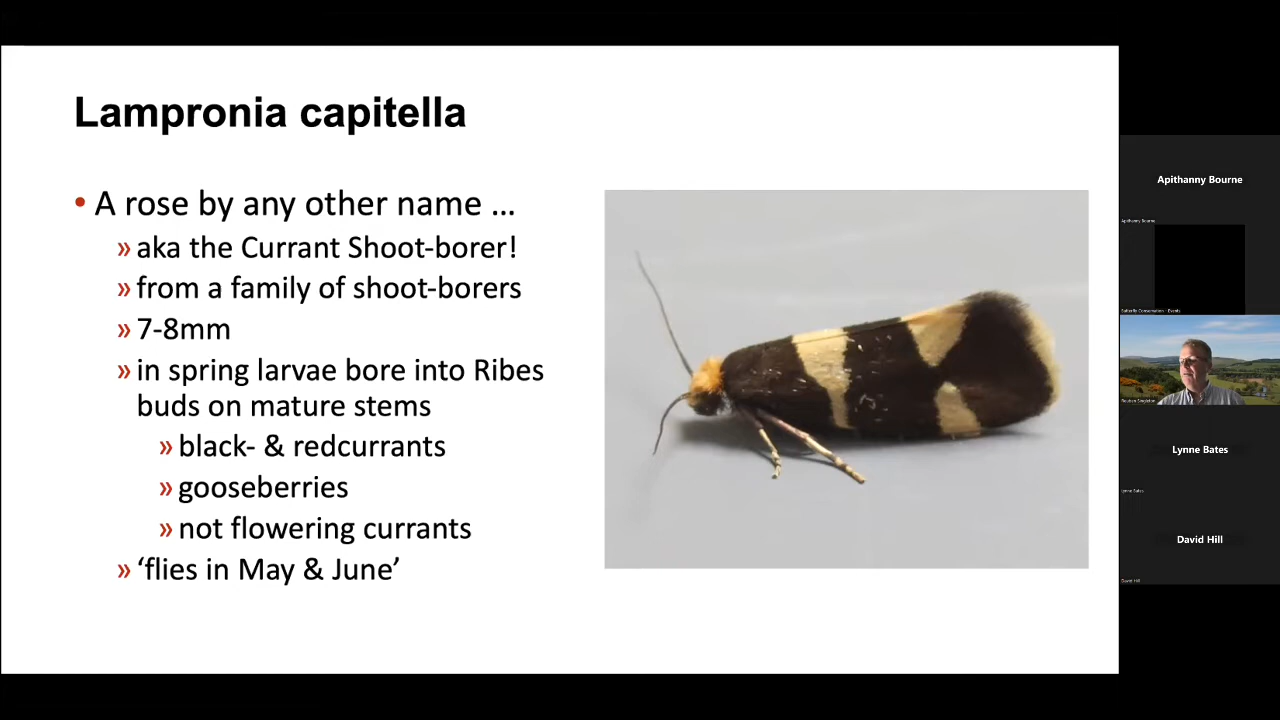 Lampronia capitella
• A rose by any other name ...
» aka the Currant Shoot-borer!
» from a family of shoot-borers
» 7-8mm
» in spring larvae bore into Ribes
buds on mature stems
» black- & redcurrants
» gooseberries
» not flowering currants
» ‘flies in May & June’
Apithanny Bourne
Apithanny Bourne
Butterfly Conservation - Events
Reuben Singleton
Lynne Bates
Lynne Bates
David Hill
David Hill